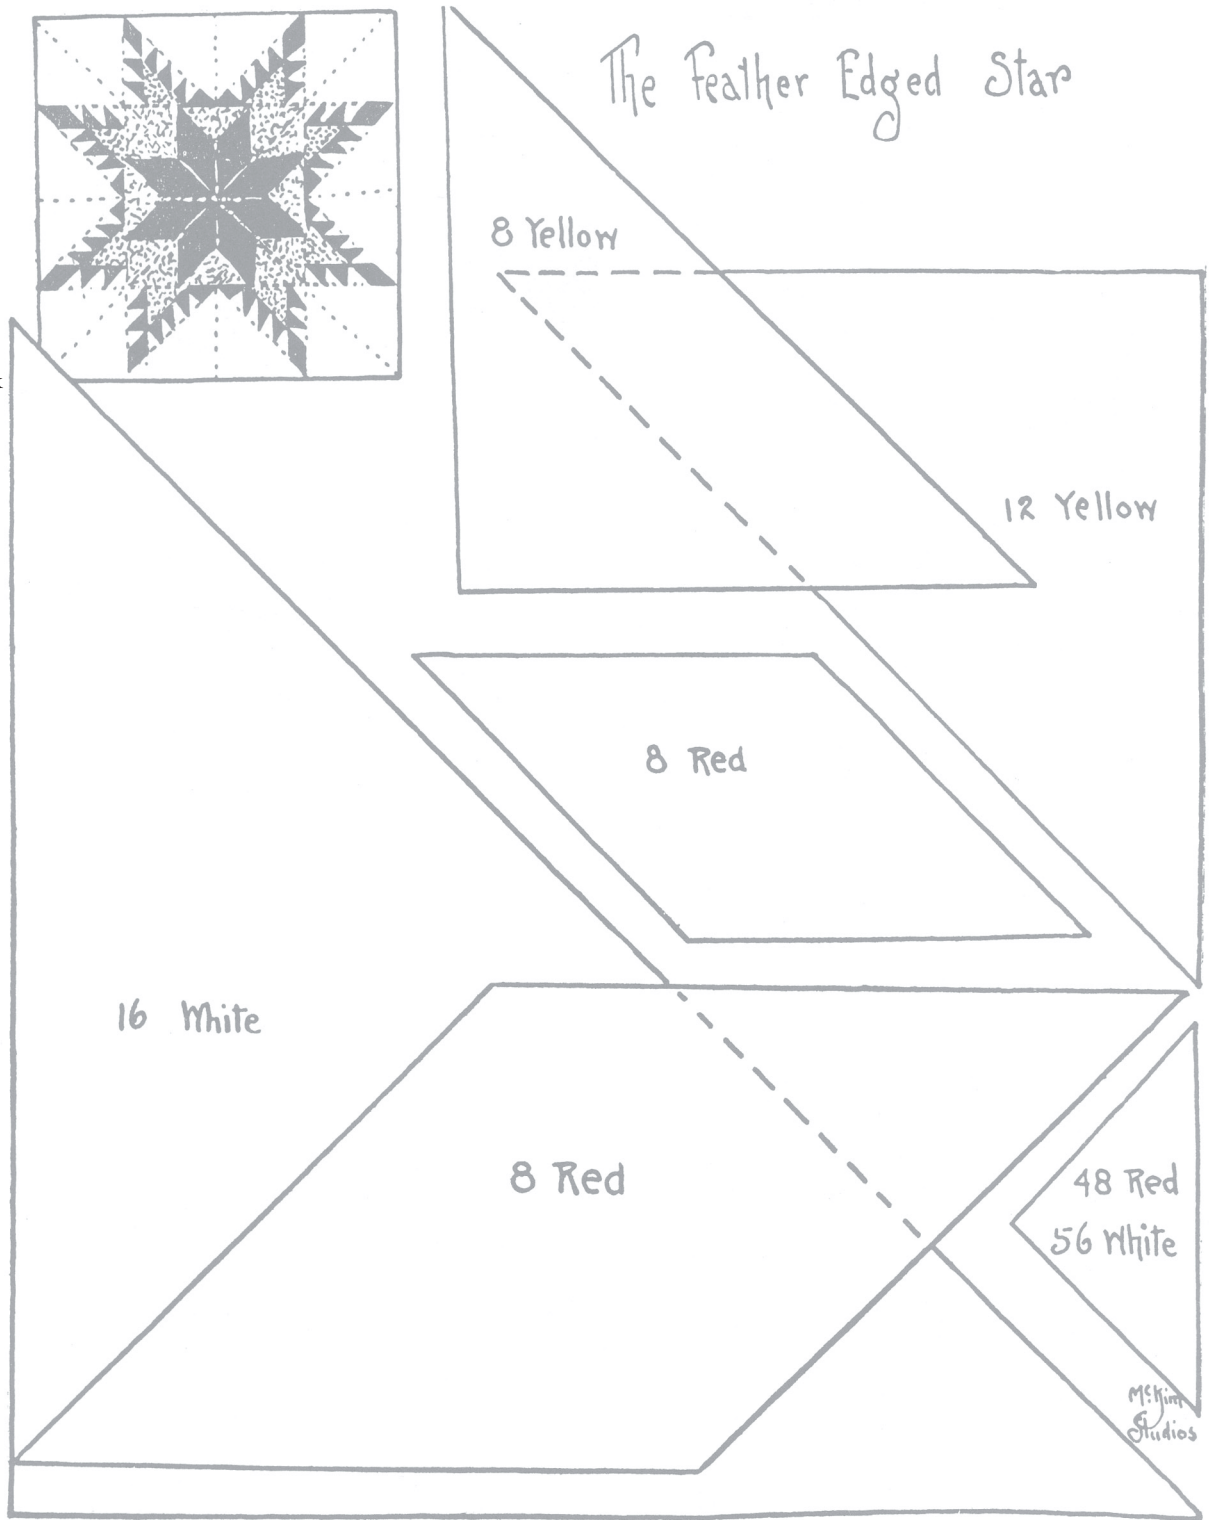 The Feather Edged Star
8 Yellow
12 Yellow
8 Red
16 White
8 Red
48 Red
56 White
McKim
Studios